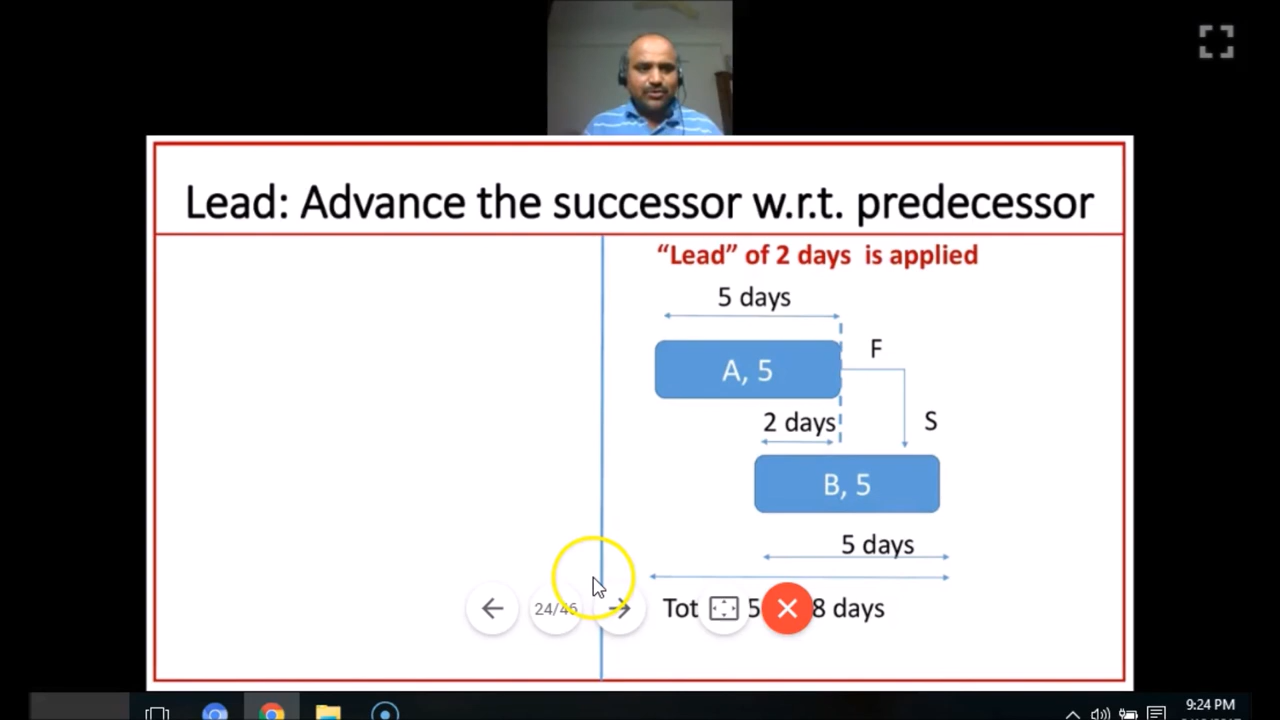 Lead: Advance the successor w.r.t. predecessor
“Lead” of 2 days is applied
5 days
A, 5
F
2 days
S
B, 5
5 days
24/46
Tot 5 8 days
9:24 PM